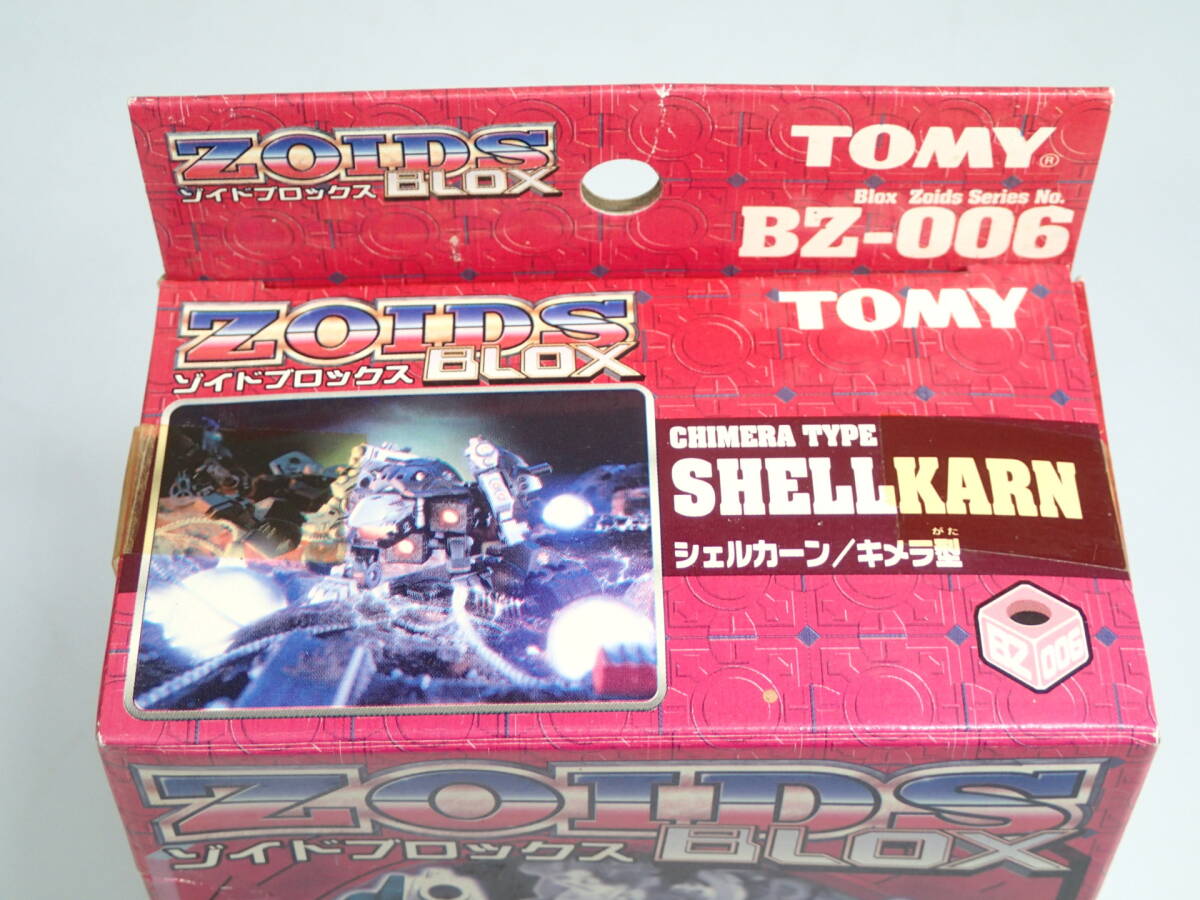 ZOIDS
BLOX
ゾイドブロックス
TOMY®
Blox Zoids Series No.
BZ-006
ZOIDS
BLOX
ゾイドブロックス
TOMY
CHIMERA TYPE
SHELLKARN
がた
シェルカーン/キメラ型
BZ 006
ZOIDS
BLOX
ゾイドブロックス